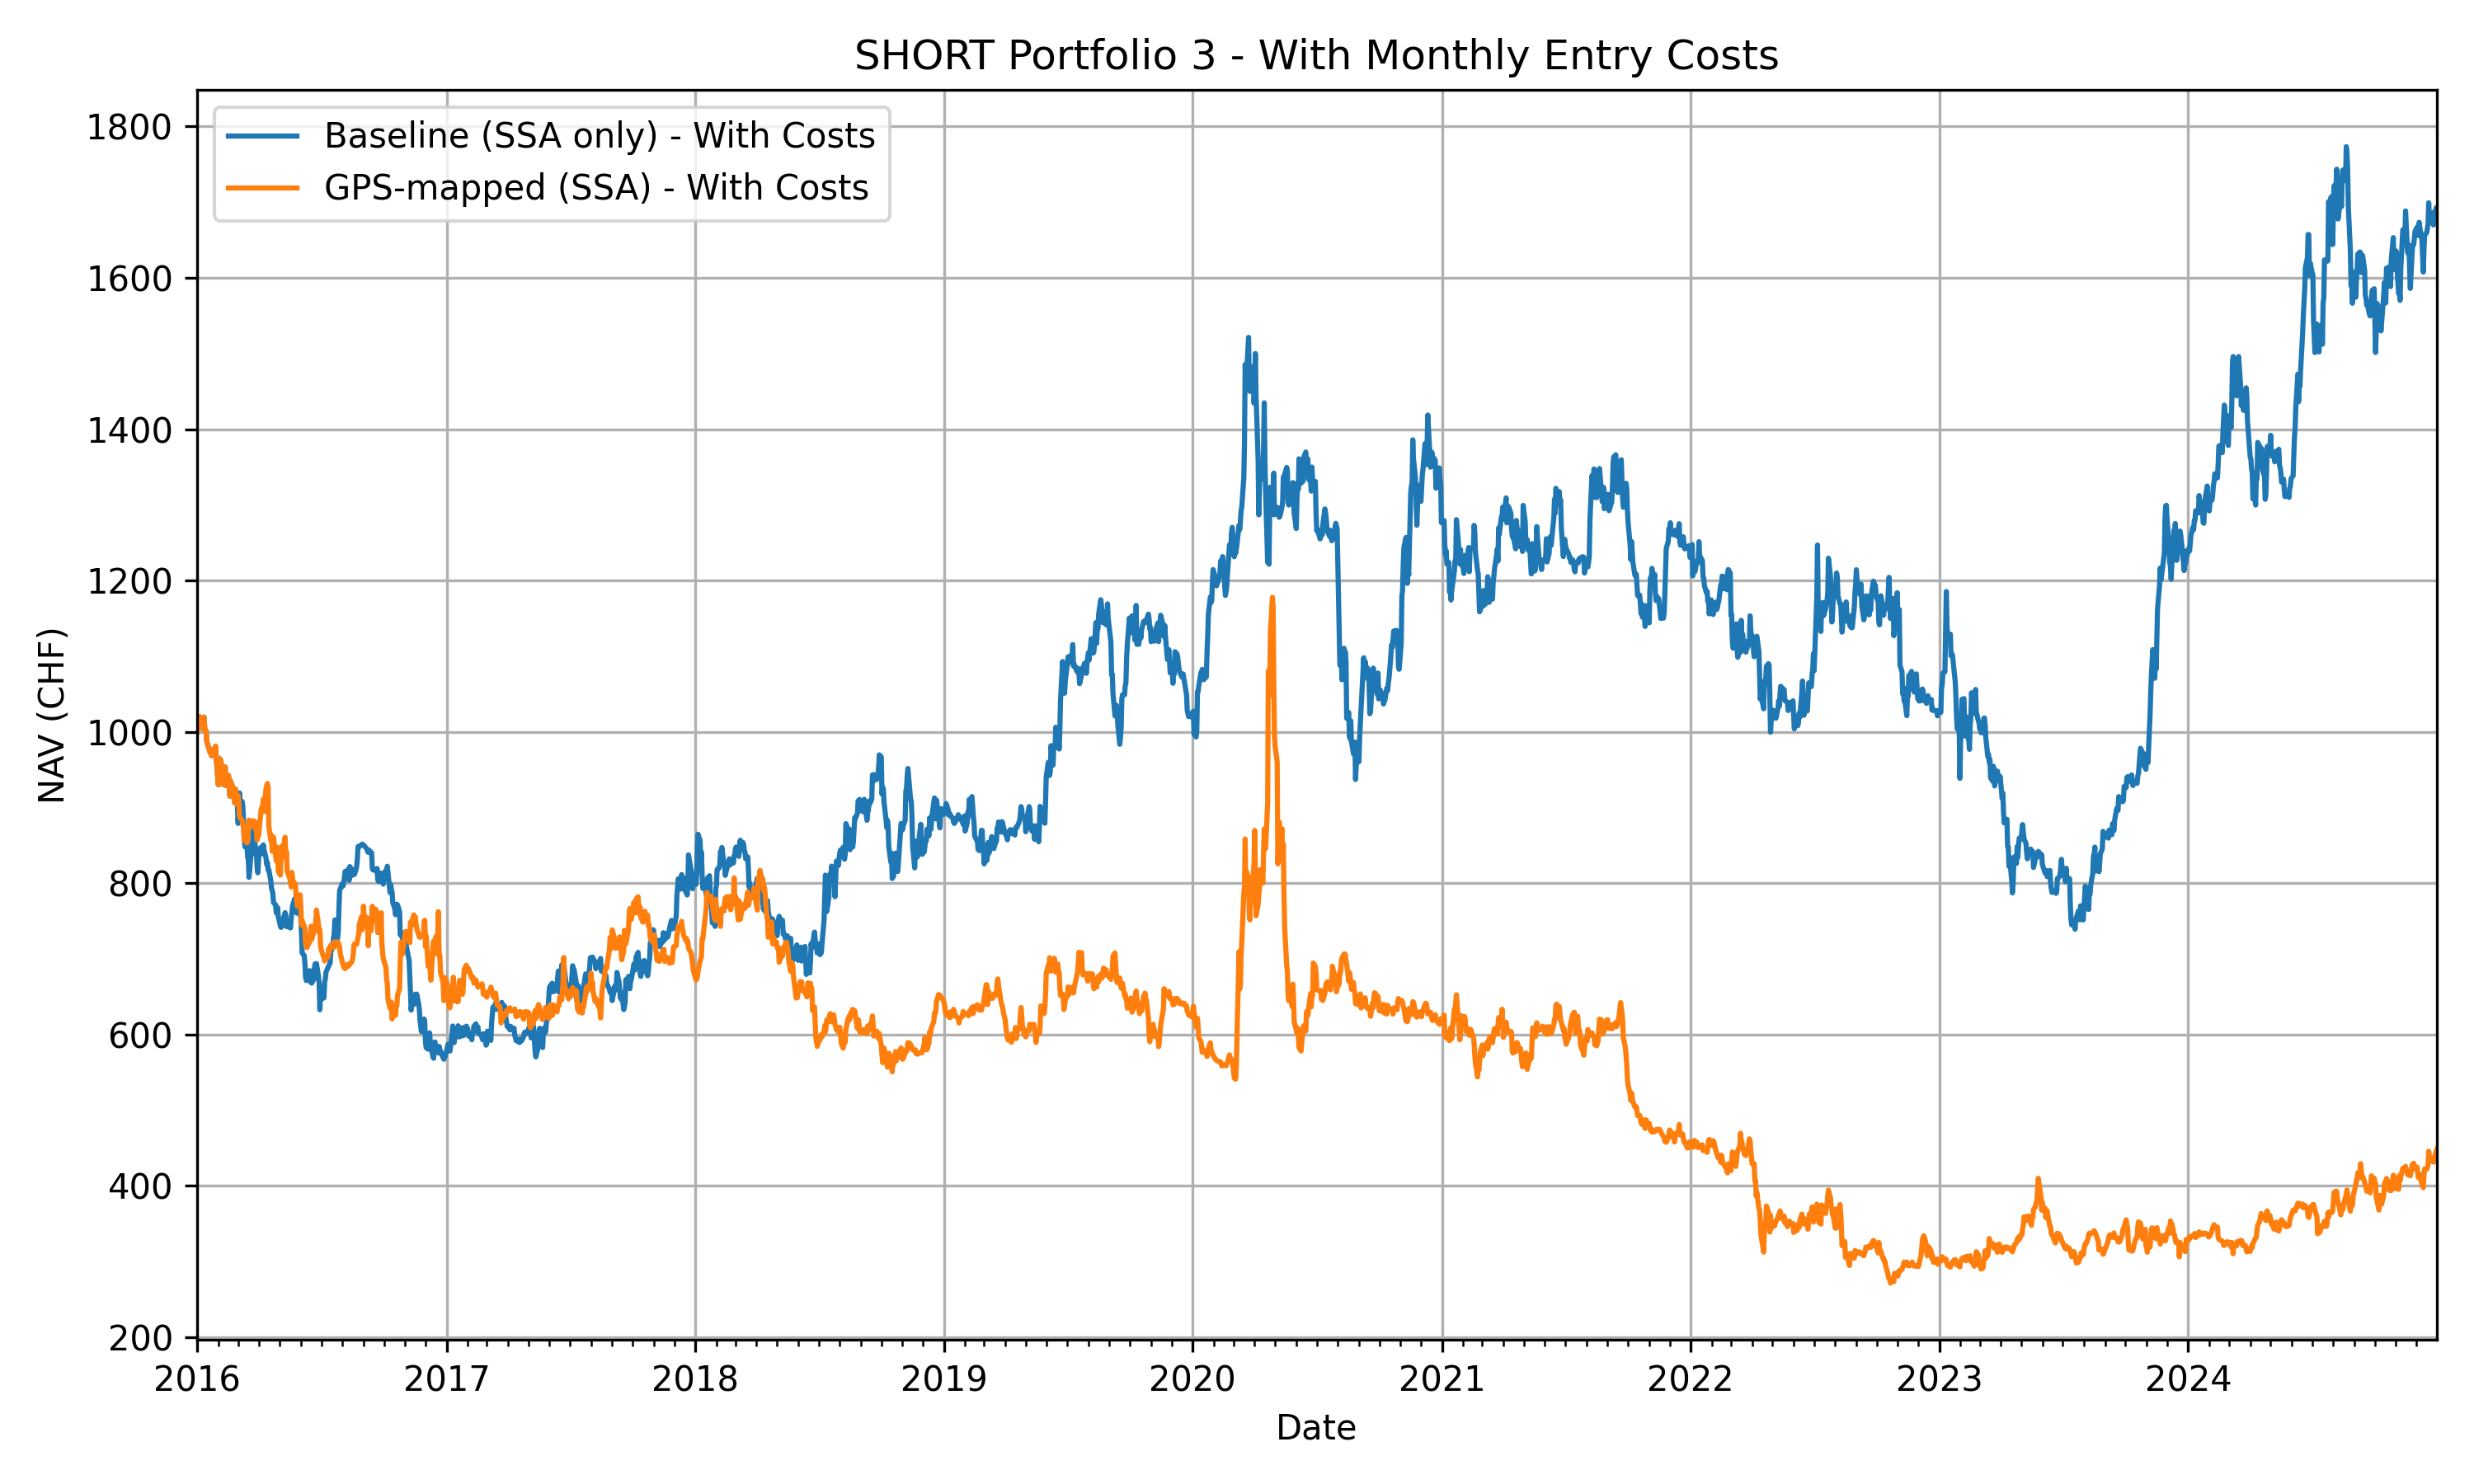 SHORT Portfolio 3 - With Monthly Entry Costs
Baseline (SSA only) - With Costs
GPS-mapped (SSA) - With Costs
NAV (CHF)
1800
1600
1400
1200
1000
800
600
400
200
2016 2017 2018 2019 2020 2021 2022 2023 2024
Date